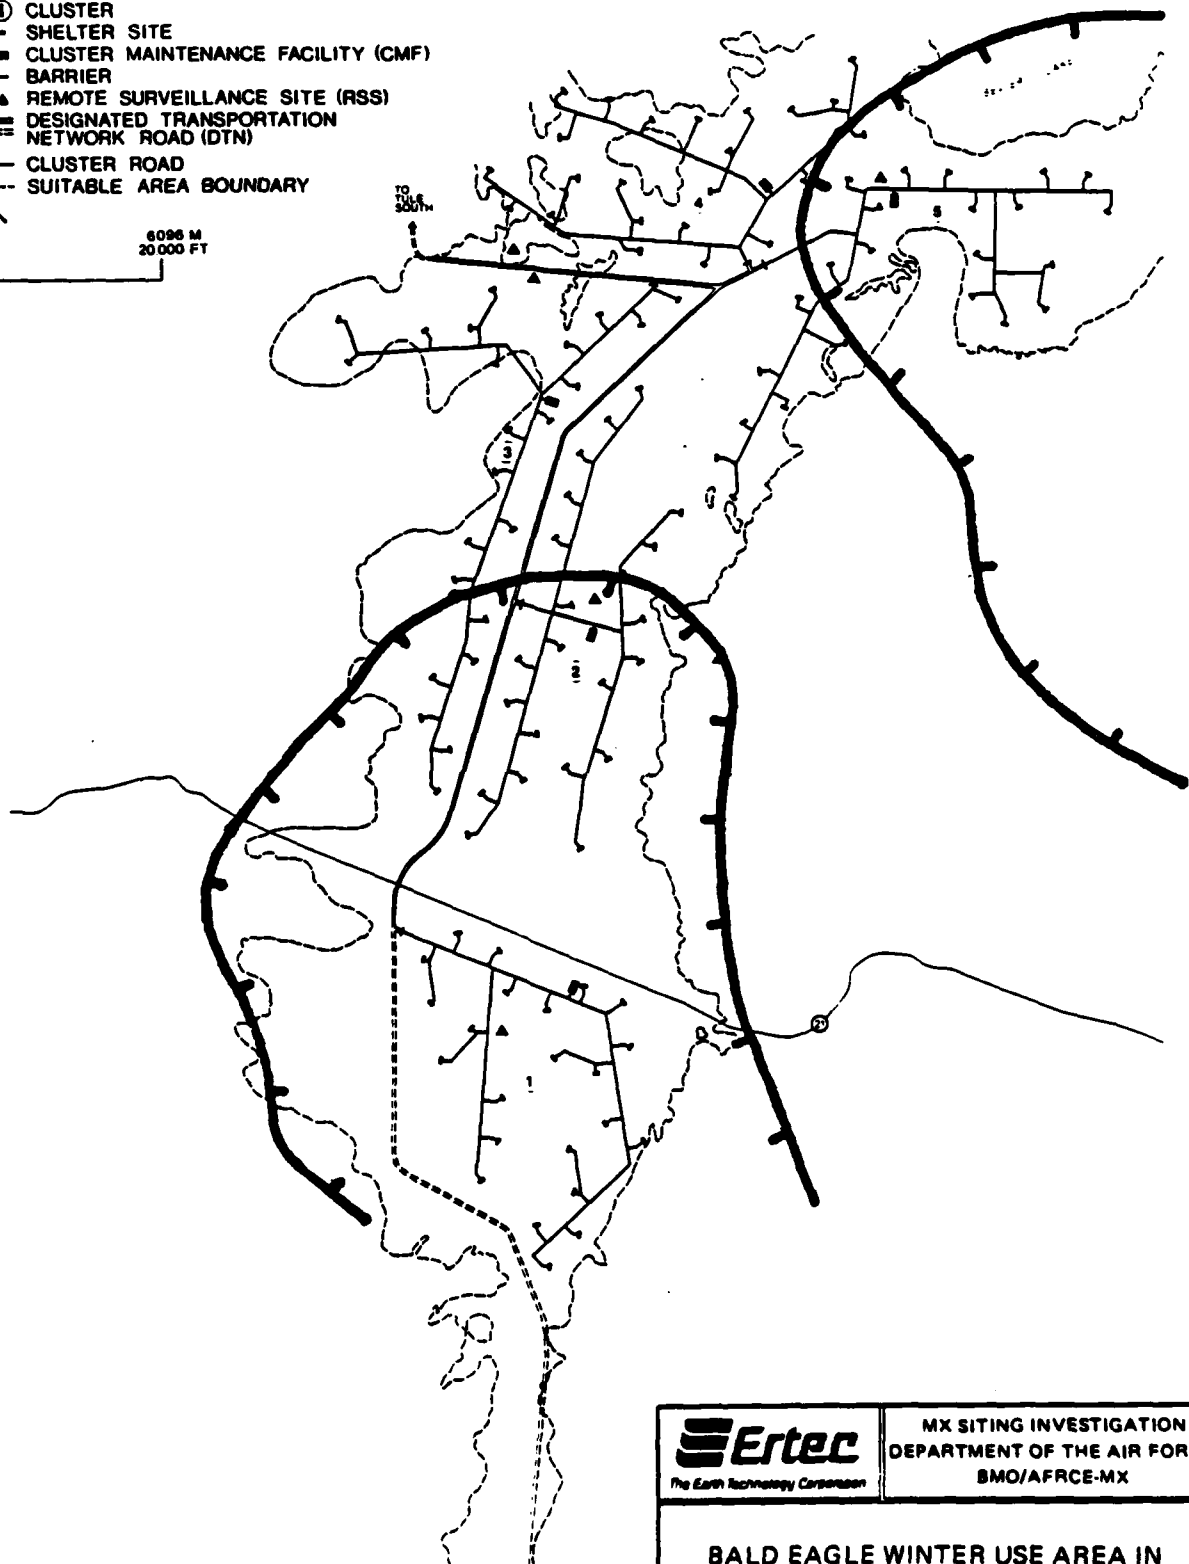 CLUSTER
SHELTER SITE
CLUSTER MAINTENANCE FACILITY (CMF)
BARRIER
REMOTE SURVEILLANCE SITE (RSS)
DESIGNATED TRANSPORTATION
NETWORK ROAD (DTN)
CLUSTER ROAD
SUITABLE AREA BOUNDARY
6096 M
20000 FT
TO
TULE
SOUTH
4
5
3
2
21
1
Ertec
The Earth Technology Corporation
MX SITING INVESTIGATION
DEPARTMENT OF THE AIR FOR
BMO/AFRCE-MX
BALD EAGLE WINTER USE AREA IN